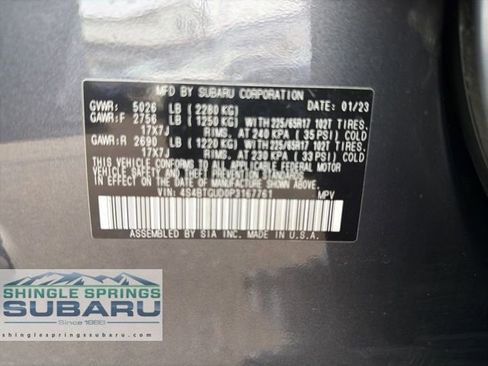 MFD. BY SUBARU CORPORATION
GVWR: 5026 LB (2280 KG) DATE: 01/23
GAWR:F 2756 LB (1250 KG) WITH 225/65R17 102T TIRES.
17X7J RIMS. AT 240 KPA (35 PSI) COLD
GAWR:R 2690 LB (1220 KG) WITH 225/65R17 102T TIRES.
17X7J RIMS. AT 230 KPA (33 PSI) COLD
THIS VEHICLE CONFORMS TO ALL APPLICABLE FEDERAL MOTOR
VEHICLE SAFETY
THEFT PREVENTION STANDARDS IN EFFECT ON THE DATE OF MANUFACTURE
VIN: 4S4BTGUD0P3167761 MPV
ASSEMBLED BY SIA INC. MADE IN U.S.A.
SHINGLE SPRINGS
SUBARU
Since 1980
shinglespringssubaru.com